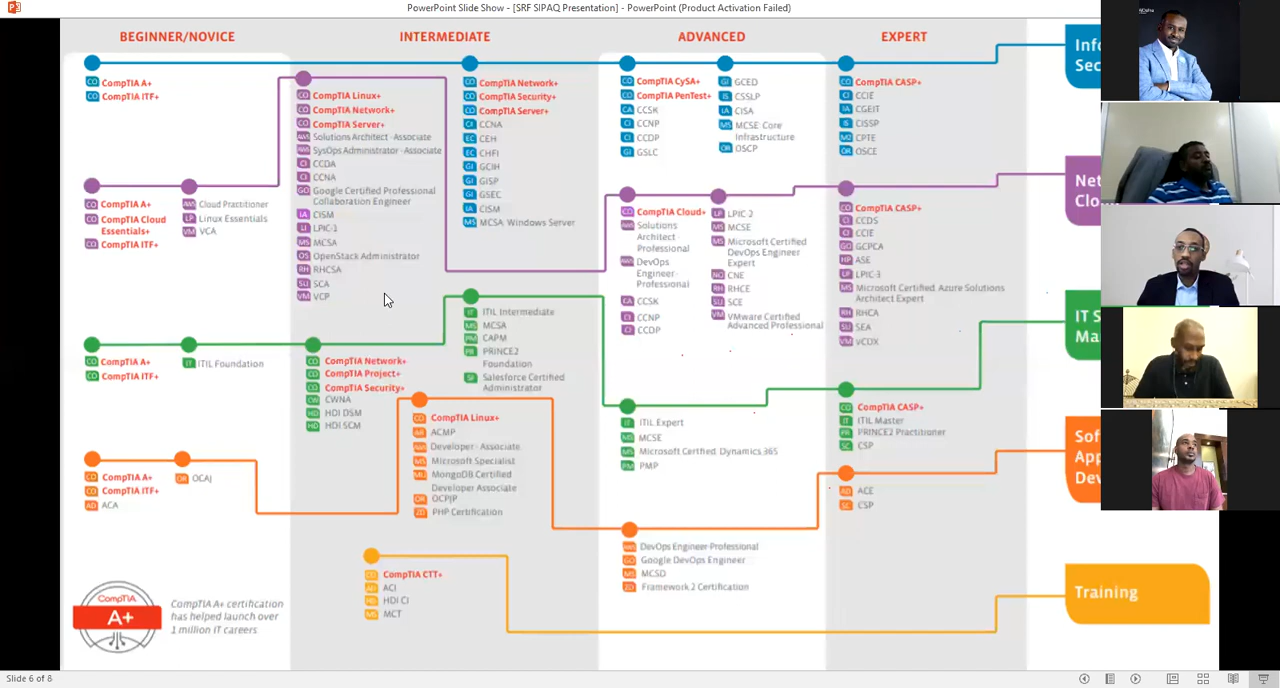 PowerPoint Slide Show - [SRF SIPAQ Presentation] - PowerPoint (Product Activation Failed)
BEGINNER/NOVICE
INTERMEDIATE
ADVANCED
EXPERT
CompTIA A+
CompTIA ITF+
CompTIA Network+
CompTIA Security+
CompTIA Server+
CCNA
CEH
CHFI
GCIH
GISP
GSEC
CISM
MCSA: Windows Server
CompTIA CySA+
CompTIA PenTest+
CCSK
CCNP
CCDP
GSLC
GCED
CSSLP
CISA
MCSE: Core
Infrastructure
OSCP
CompTIA CASP+
CCIE
CGEIT
CISSP
CPTE
OSCE
CompTIA A+
CompTIA Cloud
Essentials+
CompTIA ITF+
Cloud Practitioner
Linux Essentials
VCA
CompTIA Linux+
CompTIA Network+
CompTIA Server+
Solutions Architect - Associate
SysOps Administrator - Associate
CCDA
CCNA
Google Certified Professional
Collaboration Engineer
CISM
LPIC-1
MCSA
OpenStack Administrator
RHCSA
SCA
VCP
CompTIA Cloud+
Solutions
Architect -
Professional
DevOps
Engineer -
Professional
CCSK
CCNP
CCDP
LPIC-2
MCSE
Microsoft Certified
DevOps Engineer
Expert
CNE
RHCE
SCE
VMware Certified
Advanced Professional
CompTIA CASP+
CCDS
CCIE
GCPCA
ASE
LPIC-3
Microsoft Certified: Azure Solutions
Architect Expert
RHCA
SEA
VCDX
CompTIA A+
CompTIA ITF+
ITIL Foundation
CompTIA Network+
CompTIA Project+
CompTIA Security+
CWNA
HDI DSM
HDI SCM
ITIL Intermediate
MCSA
CAPM
PRINCE2
Foundation
Salesforce Certified
Administrator
ITIL Expert
MCSE
Microsoft Certified: Dynamics 365
PMP
CompTIA CASP+
ITIL Master
PRINCE2 Practitioner
CSP
CompTIA A+
CompTIA ITF+
ACA
OCAJ
CompTIA Linux+
ACMP
Developer - Associate
Microsoft Specialist
MongoDB Certified
Developer Associate
OCPJP
PHP Certification
DevOps Engineer-Professional
Google DevOps Engineer
MCSD
Framework 2 Certification
ACE
CSP
CompTIA CTT+
ACI
HDI CI
MCT
Training
CompTIA
A+
CompTIA A+ certification
has helped launch over
1 million IT careers
Slide 6 of 8